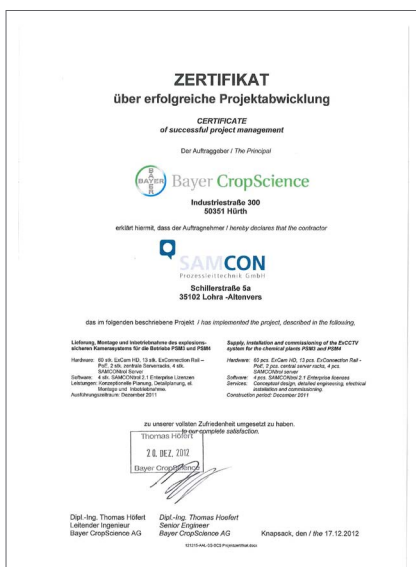 ZERTIFIKAT
über erfolgreiche Projektabwicklung
CERTIFICATE
of successful project management
Der Auftraggeber / The Principal
BAYER
BAYER
Bayer CropScience
Industriestraße 300
50351 Hürth
erklärt hiermit, dass der Auftragnehmer / hereby declares that the contractor
SAMCON
Prozessleittechnik GmbH
Schillerstraße 5a
35102 Lohra -Altenvers
das im folgenden beschriebene Projekt / has implemented the project, described in the following,
Lieferung, Montage und Inbetriebnahme des explosions-
sicheren Kamerasystems für die Betriebe PSM3 und PSM4
Hardware: 60 stk. ExCam HD, 13 stk. ExConnection Rail –
PoE, 2 stk. zentrale Serverracks, 4 stk.
SAMCONtrol Server
Software: 4 stk. SAMCONtrol 2.1 Enterprise Lizenzen
Leistungen: Konzeptionelle Planung, Detailplanung, el.
Montage und Inbetriebnahme.
Ausführungszeitraum: Dezember 2011
Supply, installation and commissioning of the ExCCTV
system for the chemical plants PSM3 and PSM4
Hardware: 60 pcs. ExCam HD, 13 pcs. ExConnection Rail -
PoE, 2 pcs. central server racks, 4 pcs.
SAMCONtrol server
Software: 4 pcs. SAMCONtrol 2.1 Enterprise licenses
Services: Conceptual design, detailed engineering, electrical
installation and commissioning.
Construction period: December 2011
zu unserer vollsten Zufriedenheit umgesetzt zu haben.
to our complete satisfaction.
Thomas Höfert
20. DEZ. 2012
Bayer CropScience
Dipl.-Ing. Thomas Höfert
Leitender Ingenieur
Bayer CropScience AG
Dipl.-Ing. Thomas Hoefert
Senior Engineer
Bayer CropScience AG
Knapsack, den / the 17.12.2012